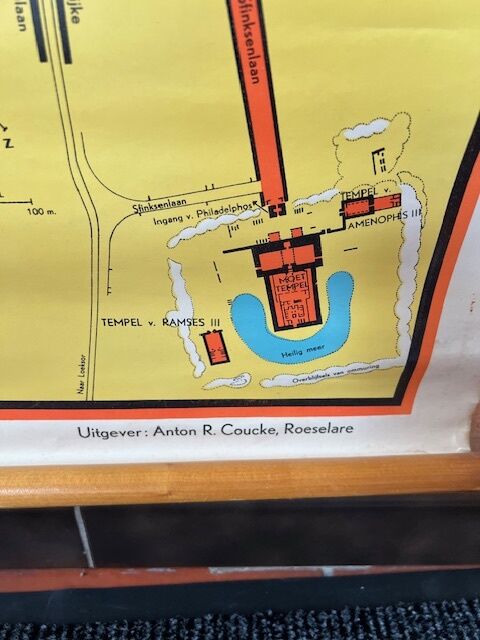 laan
ijke
Sfinksenlaan
N
100 m.
Sfinksenlaan
Ingang v. Philadelphos
TEMPEL v.
AMENOPHIS III
MOET
TEMPEL
TEMPEL v. RAMSES III
Heilig meer
Naar Loeksor
Overblijfsels van ommuring
Uitgever: Anton R. Coucke, Roeselare